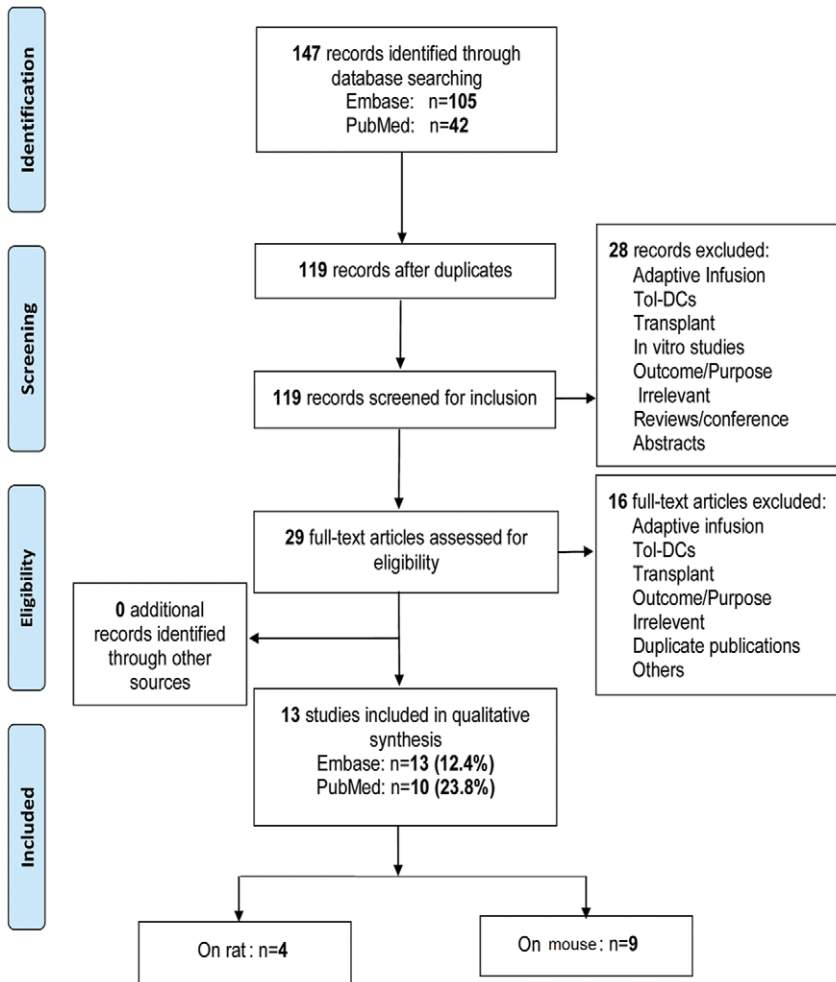 Identification
147 records identified through
database searching
Embase: n=105
PubMed: n=42
Screening
119 records after duplicates
119 records screened for inclusion
28 records excluded:
Adaptive Infusion
Tol-DCs
Transplant
In vitro studies
Outcome/Purpose
Irrelevant
Reviews/conference
Abstracts
Eligibility
29 full-text articles assessed for
eligibility
16 full-text articles excluded:
Adaptive infusion
Tol-DCs
Transplant
Outcome/Purpose
Irrelevent
Duplicate publications
Others
0 additional
records identified
through other
sources
Included
13 studies included in qualitative
synthesis
Embase: n=13 (12.4%)
PubMed: n=10 (23.8%)
On rat: n=4
On mouse: n=9